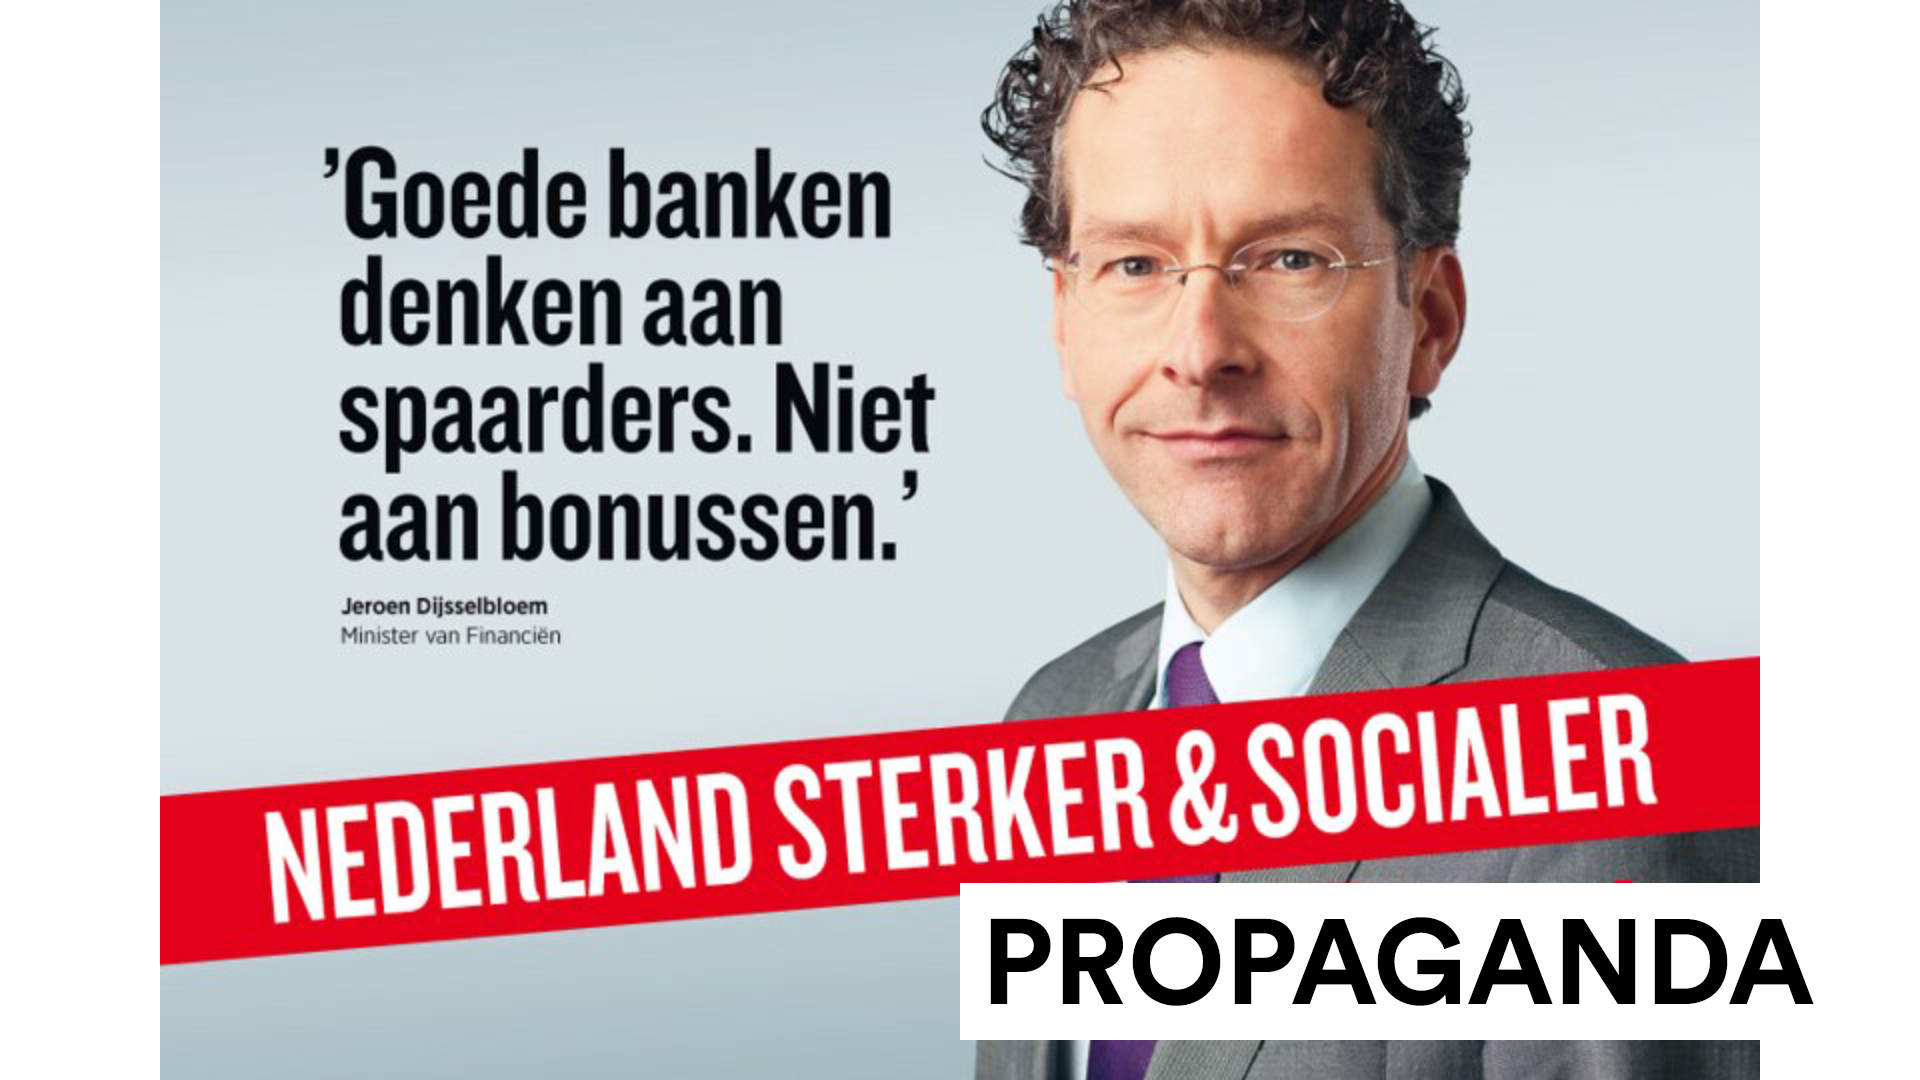 ’Goede banken
denken aan
spaarders. Niet
aan bonussen.’
Jeroen Dijsselbloem
Minister van Financiën
NEDERLAND STERKER & SOCIALER
PROPAGANDA